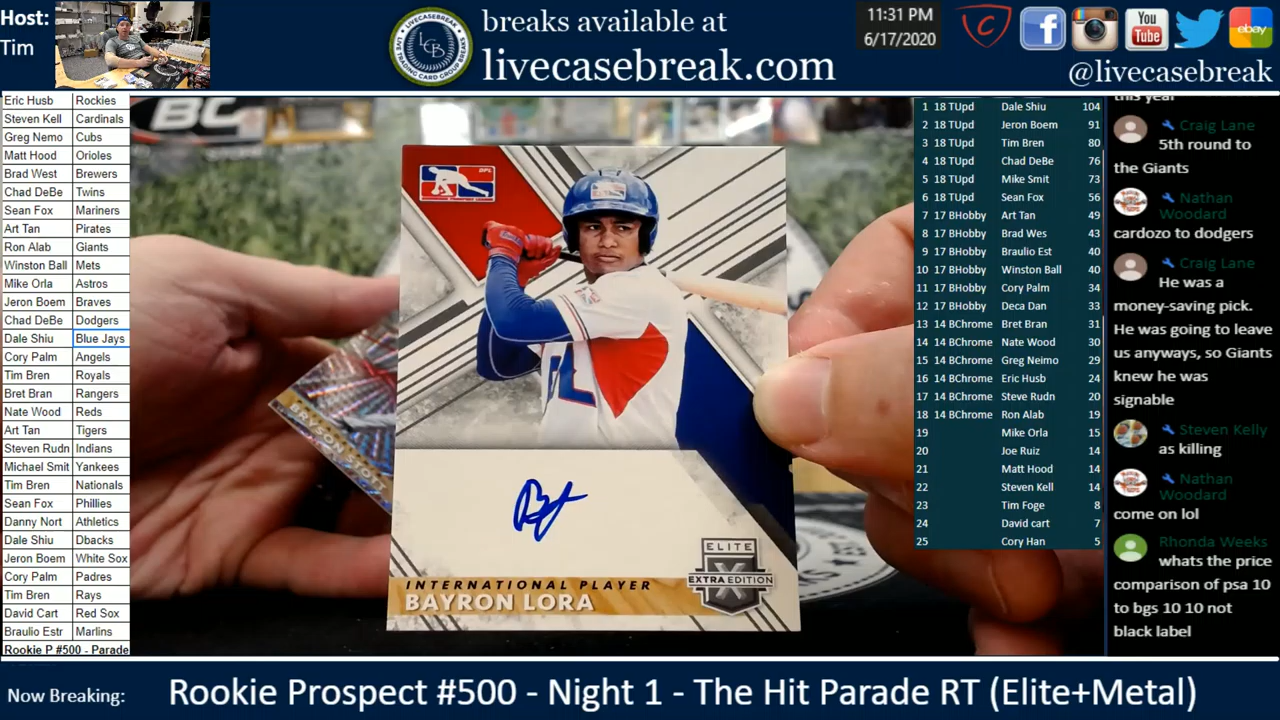 Host:
Tim
LIVECASEBREAK.COM
LIVE TRADING CARD GROUP BREAKS
LCB
breaks available at
livecasebreak.com
11:31 PM
6/17/2020
You
Tube
ebay
@livecasebreak
Eric Husb Rockies
Steven Kell Cardinals
Greg Nemo Cubs
Matt Hood Orioles
Brad West Brewers
Chad DeBe Twins
Sean Fox Mariners
Art Tan Pirates
Ron Alab Giants
Winston Ball Mets
Mike Orla Astros
Jeron Boem Braves
Chad DeBe Dodgers
Dale Shiu Blue Jays
Cory Palm Angels
Tim Bren Royals
Bret Bran Rangers
Nate Wood Reds
Art Tan Tigers
Steven Rudn Indians
Michael Smit Yankees
Tim Bren Nationals
Sean Fox Phillies
Danny Nort Athletics
Dale Shiu Dbacks
Jeron Boem White Sox
Cory Palm Padres
Tim Bren Rays
David Cart Red Sox
Braulio Estr Marlins
Rookie P #500 - Parade
BC
DPL
BRYSON
ELITE
X
EXTRA EDITION
INTERNATIONAL PLAYER
BAYRON LORA
1 18 TUpd Dale Shiu 104
2 18 TUpd Jeron Boem 91
3 18 TUpd Tim Bren 80
4 18 TUpd Chad DeBe 76
5 18 TUpd Mike Smit 73
6 18 TUpd Sean Fox 56
7 17 BHobby Art Tan 49
8 17 BHobby Brad Wes 43
9 17 BHobby Braulio Est 40
10 17 BHobby Winston Ball 40
11 17 BHobby Cory Palm 34
12 17 BHobby Deca Dan 33
13 14 BChrome Bret Bran 31
14 14 BChrome Nate Wood 30
15 14 BChrome Greg Neimo 29
16 14 BChrome Eric Husb 24
17 14 BChrome Steve Rudn 20
18 14 BChrome Ron Alab 19
19 Mike Orla 15
20 Joe Ruiz 14
21 Matt Hood 14
22 Steven Kell 14
23 Tim Foge 8
24 David cart 7
25 Cory Han 5
this year
Craig Lane
5th round to
the Giants
Nathan
Woodard
cardozo to dodgers
Craig Lane
He was a
money-saving pick.
He was going to leave
us anyways, so Giants
knew he was
signable
Steven Kelly
as killing
Nathan
Woodard
come on lol
Rhonda Weeks
whats the price
comparison of psa 10
to bgs 10 10 not
black label
Now Breaking:
Rookie Prospect #500 - Night 1 - The Hit Parade RT (Elite+Metal)